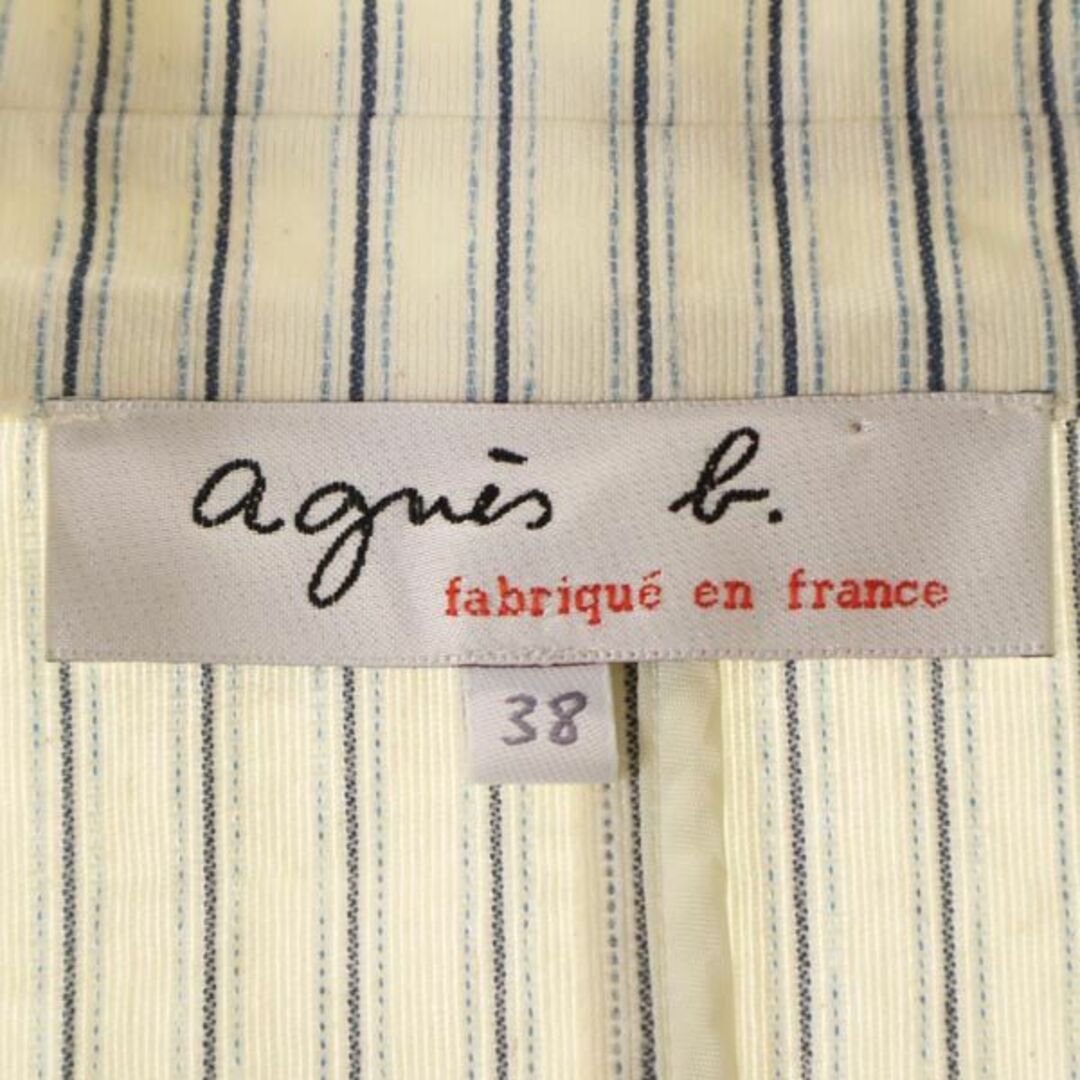 agnès b.
fabriqué en france
38